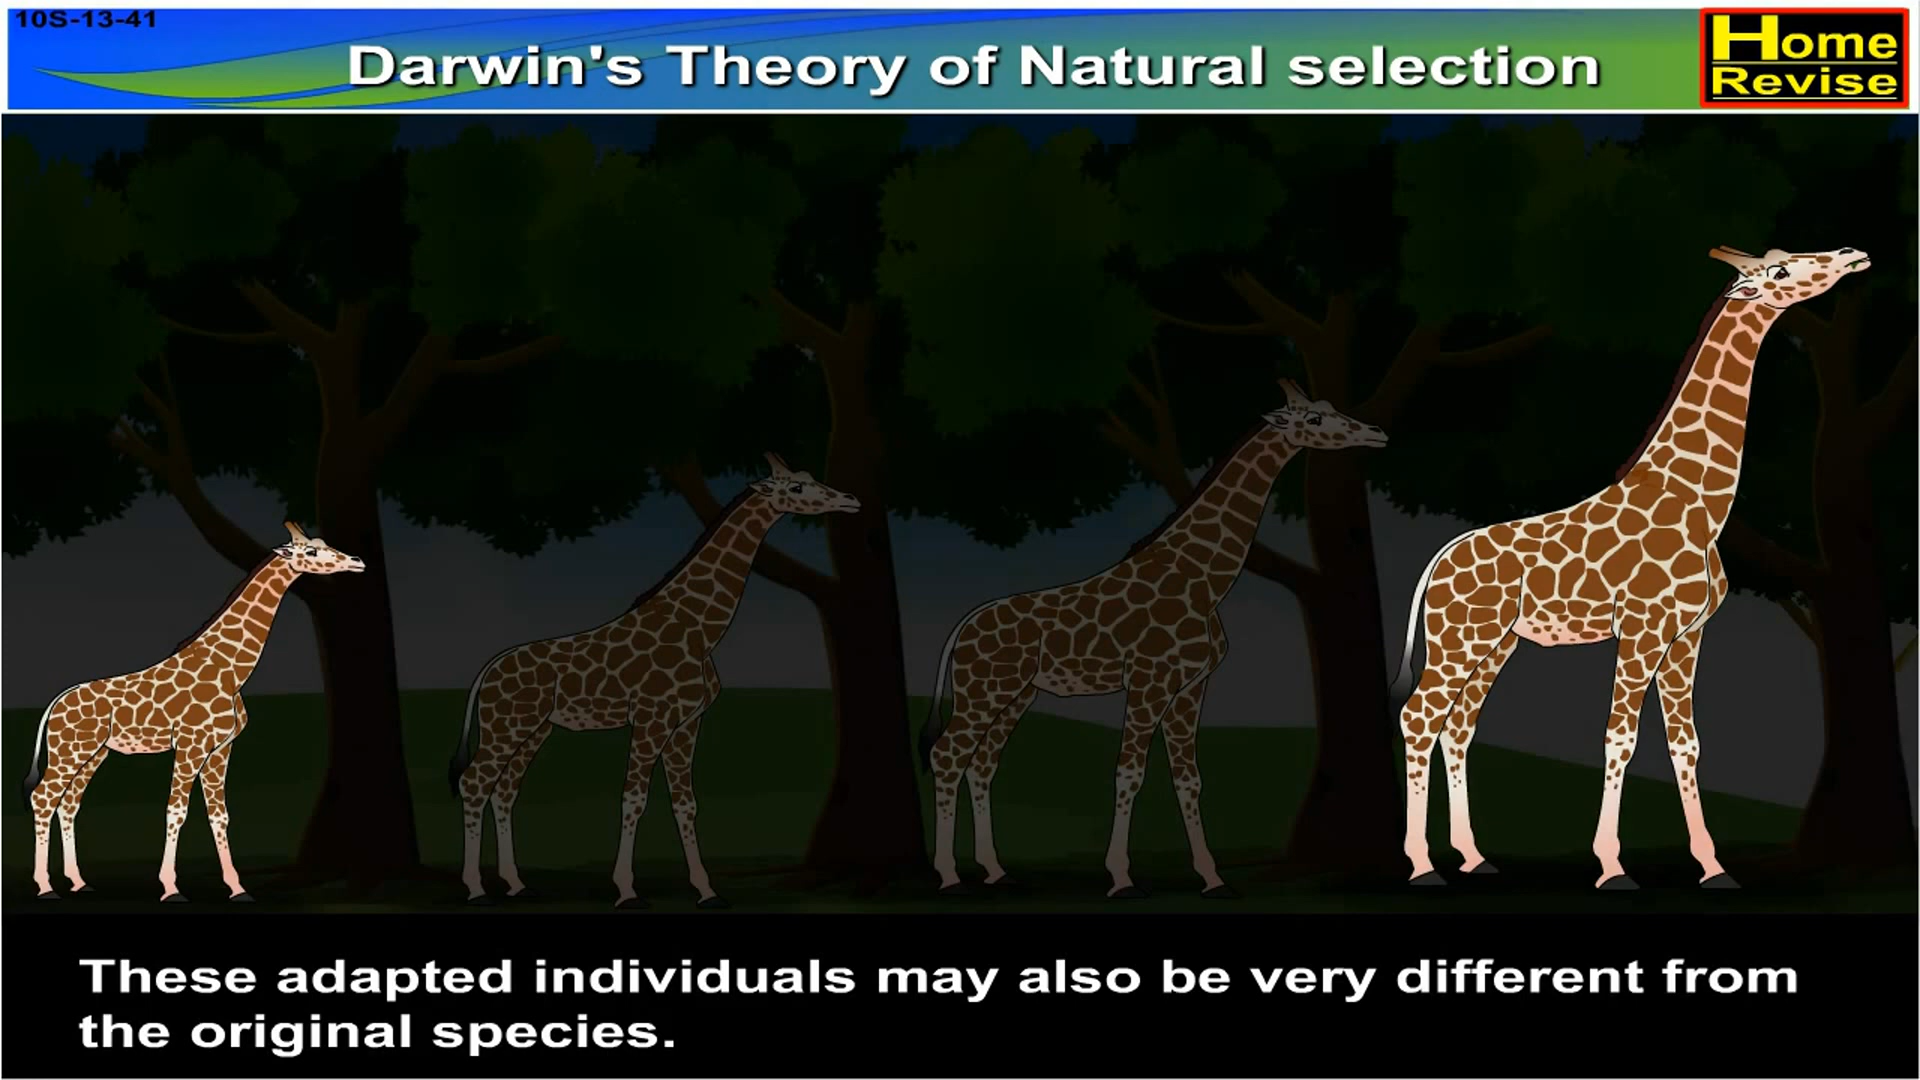 10S-13-41
Darwin's Theory of Natural selection
Home
Revise
These adapted individuals may also be very different from
the original species.